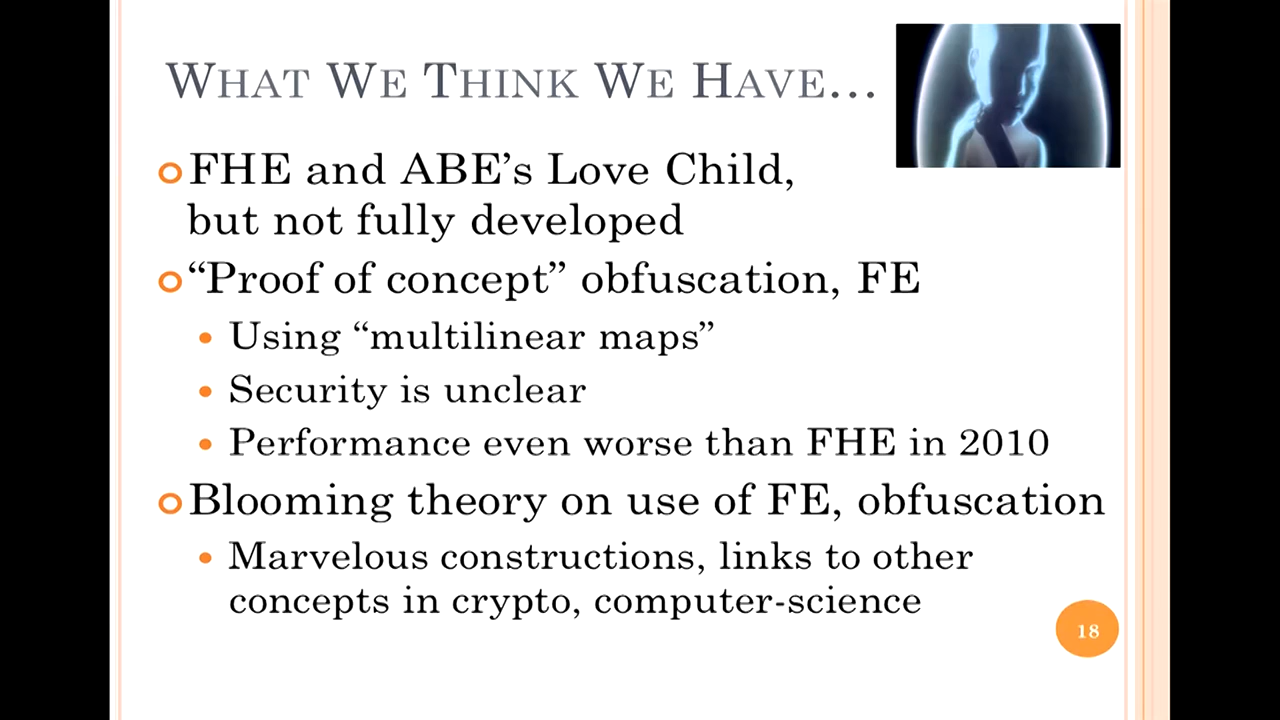 WHAT WE THINK WE HAVE…
FHE and ABE’s Love Child,
but not fully developed
“Proof of concept” obfuscation, FE
Using “multilinear maps”
Security is unclear
Performance even worse than FHE in 2010
Blooming theory on use of FE, obfuscation
Marvelous constructions, links to other
concepts in crypto, computer-science
18